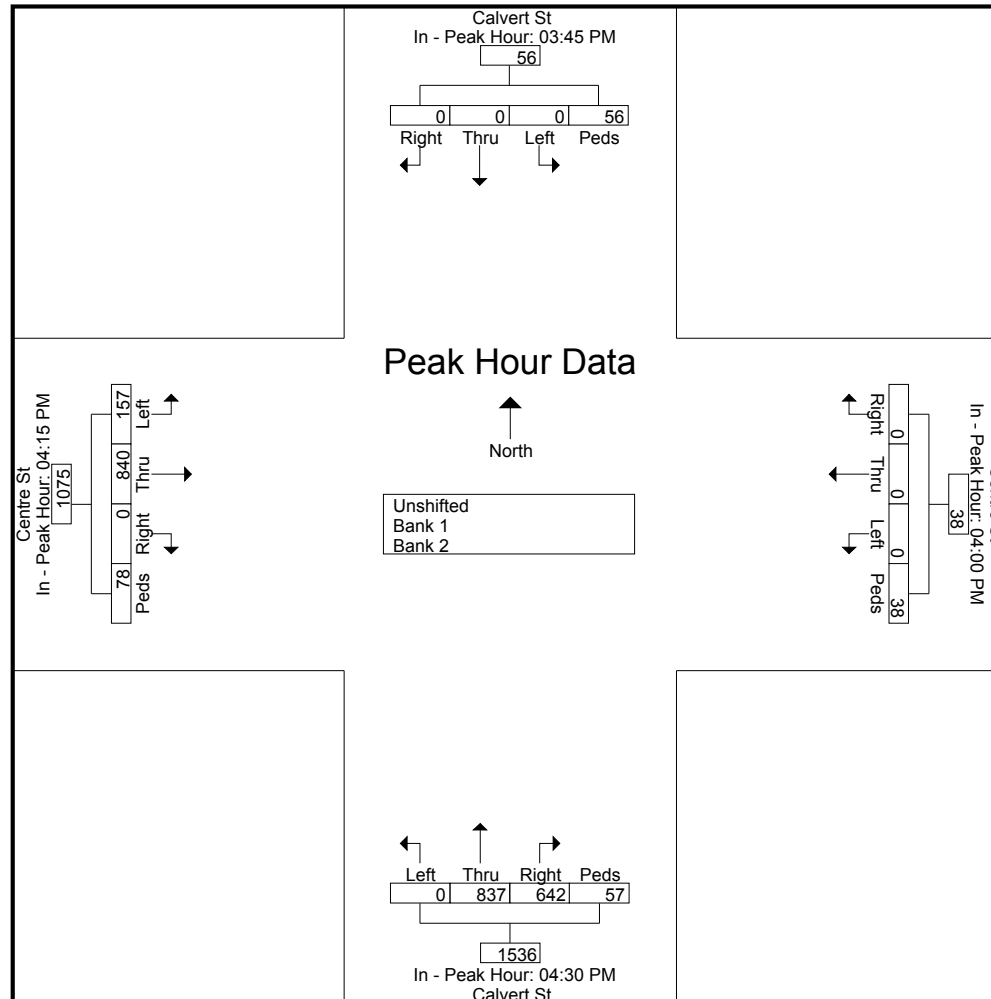 Calvert St
In - Peak Hour: 03:45 PM
56
0 0 0 56
Right Thru Left Peds
Peak Hour Data
North
Unshifted
Bank 1
Bank 2
Centre St
In - Peak Hour: 04:15 PM
1075
157 840 0 78
Left Thru Right Peds
In - Peak Hour: 04:00 PM
38
0 0 0 38
Right Thru Left Peds
Left Thru Right Peds
0 837 642 57
1536
In - Peak Hour: 04:30 PM
Calvert St